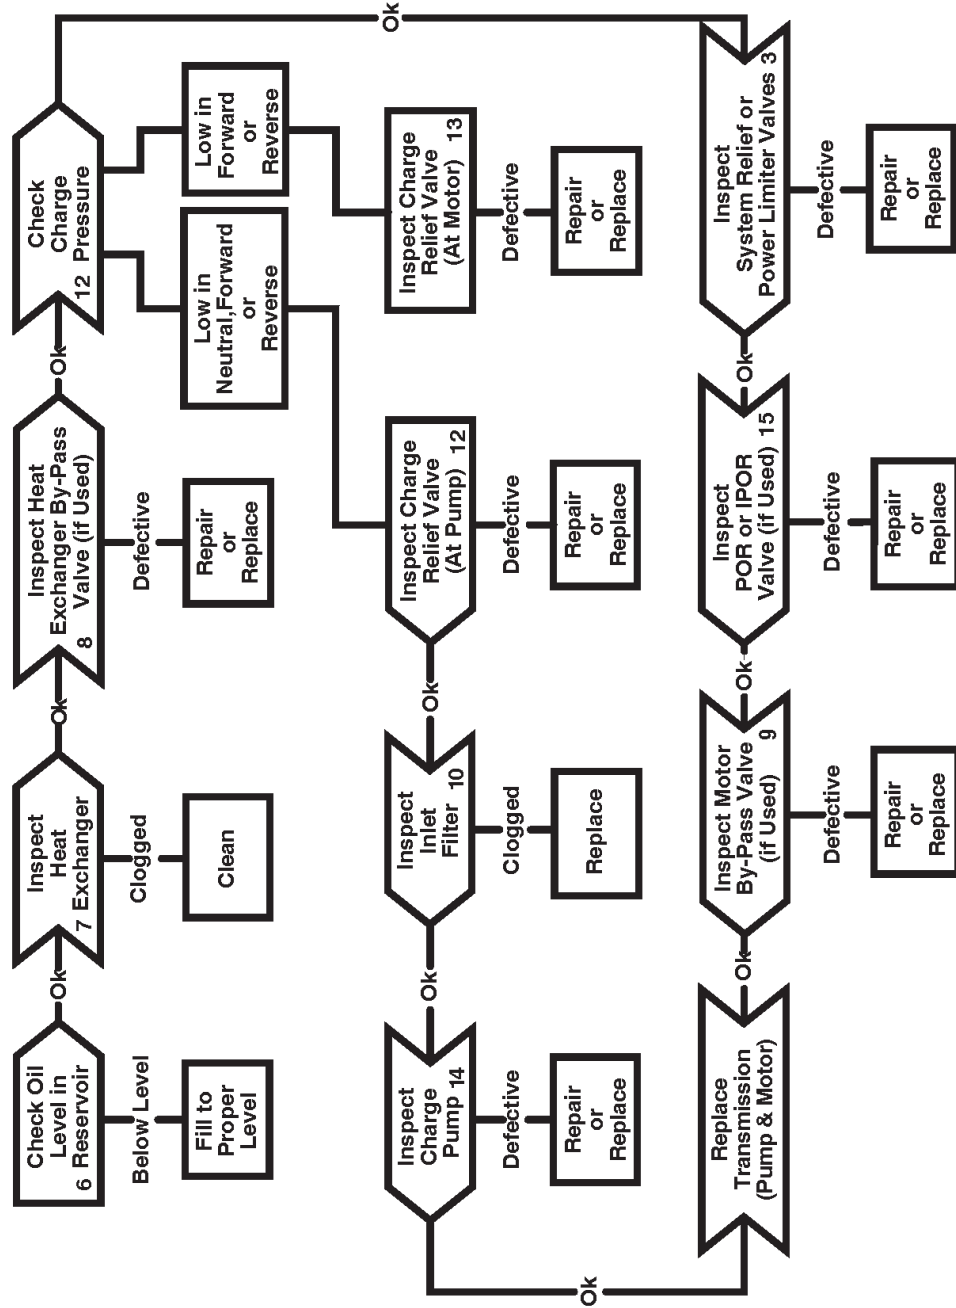 Check Oil
Level in
6 Reservoir
Ok
Inspect
Heat
7 Exchanger
Ok
Inspect Heat
Exchanger By-Pass
Valve (if Used)
8
Ok
Check
Charge
Pressure
12
Ok
Below Level
Clogged
Defective
Fill to
Proper
Level
Clean
Repair
or
Replace
Low in
Neutral,Forward
or
Reverse
Low in
Forward
or
Reverse
Inspect
Charge
Pump 14
Ok
Inspect
Inlet
Filter 10
Ok
Inspect Charge
Relief Valve
(At Pump) 12
Inspect Charge
Relief Valve
(At Motor) 13
Defective
Clogged
Defective
Defective
Repair
or
Replace
Replace
Repair
or
Replace
Repair
or
Replace
Ok
Replace
Transmission
(Pump & Motor)
Ok
Inspect Motor
By-Pass Valve
(if Used) 9
Ok
Inspect
POR or IPOR
Valve (if Used) 15
Ok
Inspect
System Relief or
Power Limiter Valves 3
Defective
Defective
Defective
Repair
or
Replace
Repair
or
Replace
Repair
or
Replace